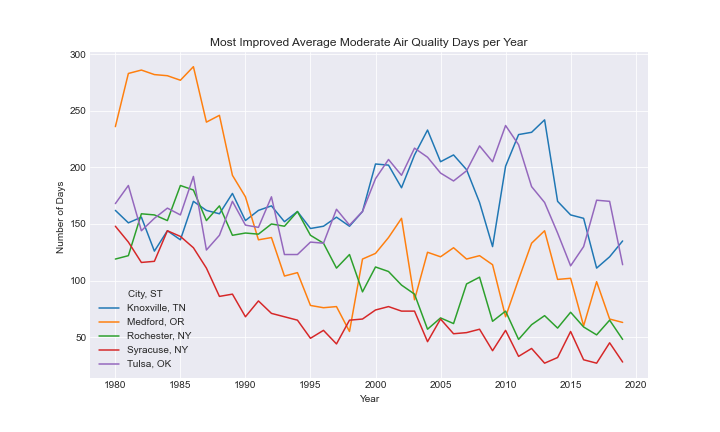 Most Improved Average Moderate Air Quality Days per Year
300
250
200
150
100
50
Number of Days
City, ST
Knoxville, TN
Medford, OR
Rochester, NY
Syracuse, NY
Tulsa, OK
1980 1985 1990 1995 2000 2005 2010 2015 2020
Year